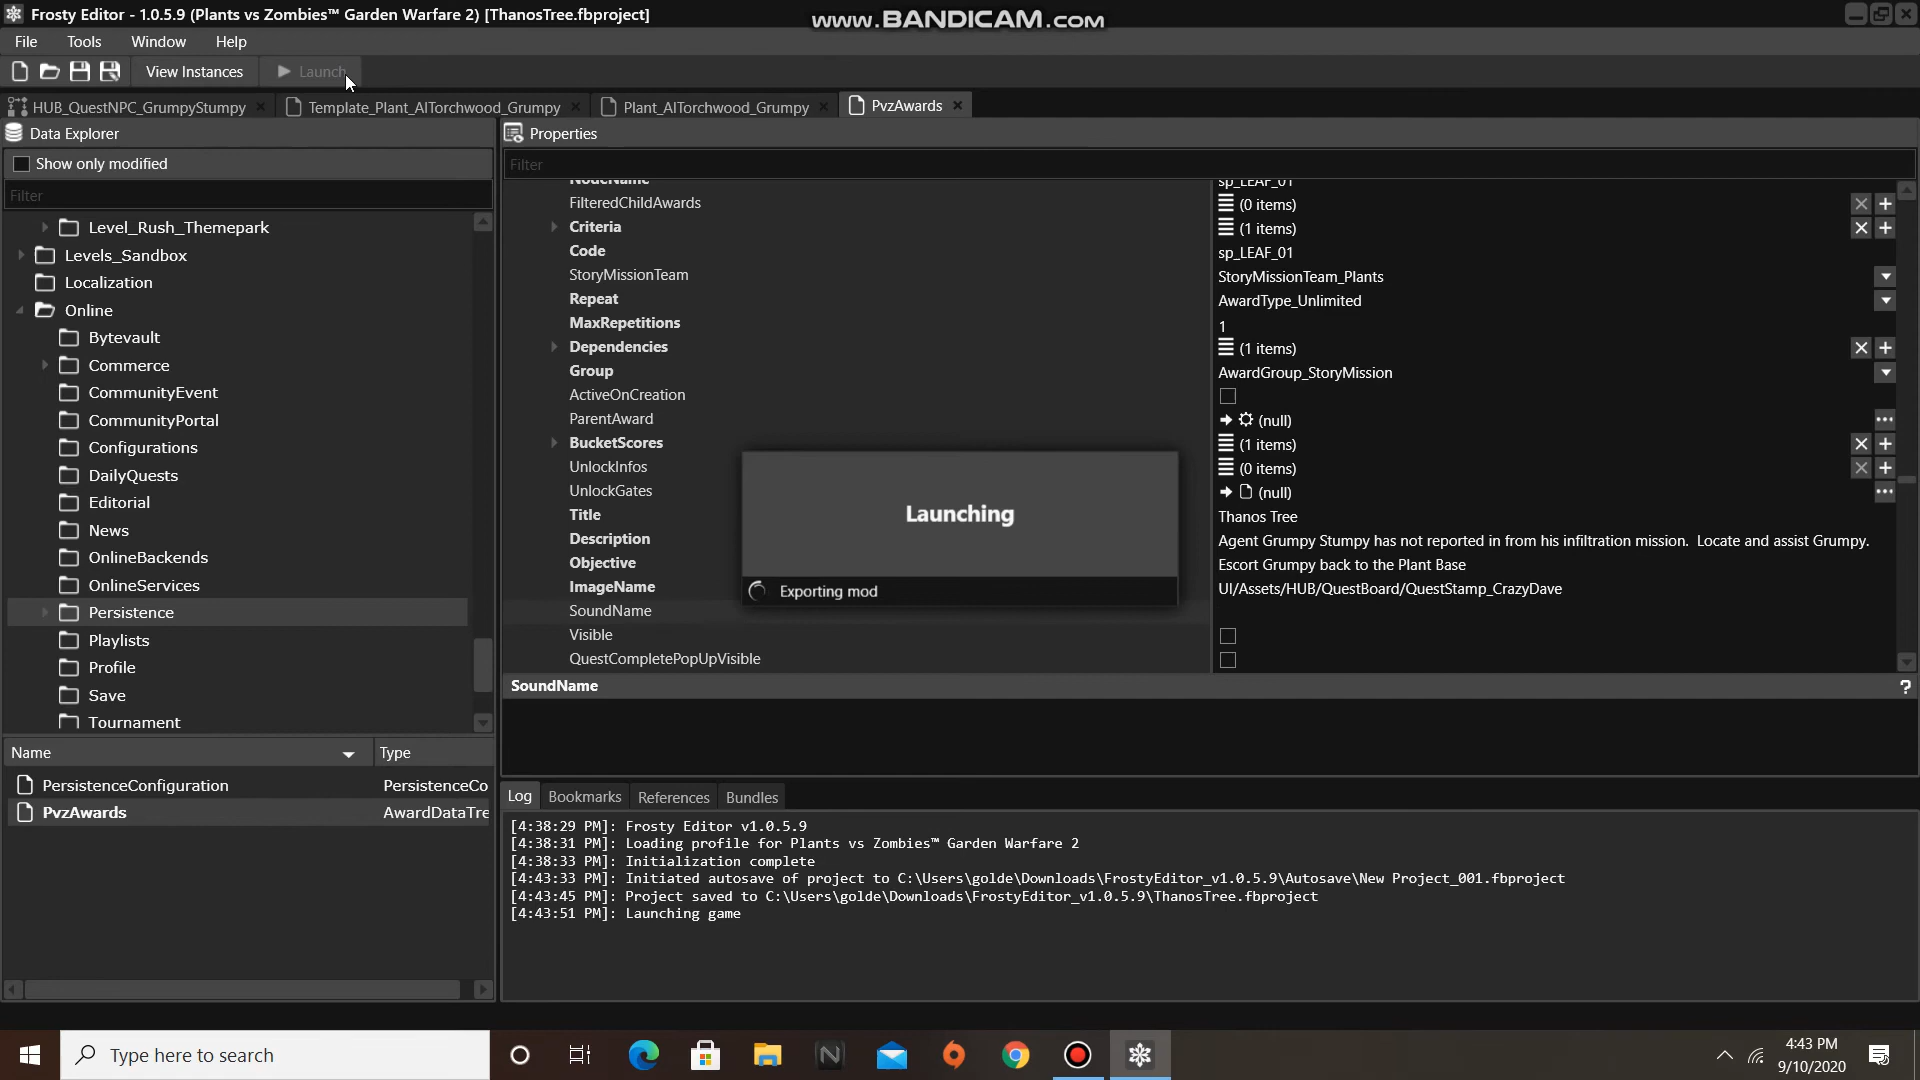 Frosty Editor - 1.0.5.9 (Plants vs Zombies™ Garden Warfare 2) [ThanosTree.fbproject]
www.BANDICAM.com
File Tools Window Help
View Instances Launch
HUB_QuestNPC_GrumpyStumpy Template_Plant_AITorchwood_Grumpy Plant_AITorchwood_Grumpy PvzAwards
Data Explorer
Show only modified
Filter
Level_Rush_Themepark
Levels_Sandbox
Localization
Online
Bytevault
Commerce
CommunityEvent
CommunityPortal
Configurations
DailyQuests
Editorial
News
OnlineBackends
OnlineServices
Persistence
Playlists
Profile
Save
Tournament
Name Type
PersistenceConfiguration PersistenceCo
PvzAwards AwardDataTre
Properties
Filter
NodeName sp_LEAF_01
FilteredChildAwards (0 items)
Criteria (1 items)
Code sp_LEAF_01
StoryMissionTeam StoryMissionTeam_Plants
Repeat AwardType_Unlimited
MaxRepetitions 1
Dependencies (1 items)
Group AwardGroup_StoryMission
ActiveOnCreation
ParentAward (null)
BucketScores (1 items)
UnlockInfos (0 items)
UnlockGates (null)
Title Thanos Tree
Description Agent Grumpy Stumpy has not reported in from his infiltration mission. Locate and assist Grumpy.
Objective Escort Grumpy back to the Plant Base
ImageName UI/Assets/HUB/QuestBoard/QuestStamp_CrazyDave
SoundName
Visible
QuestCompletePopUpVisible
Launching
Exporting mod
SoundName ?
Log Bookmarks References Bundles
[4:38:29 PM]: Frosty Editor v1.0.5.9
[4:38:31 PM]: Loading profile for Plants vs Zombies™ Garden Warfare 2
[4:38:33 PM]: Initialization complete
[4:43:33 PM]: Initiated autosave of project to C:\Users\golde\Downloads\FrostyEditor_v1.0.5.9\Autosave\New Project_001.fbproject
[4:43:45 PM]: Project saved to C:\Users\golde\Downloads\FrostyEditor_v1.0.5.9\ThanosTree.fbproject
[4:43:51 PM]: Launching game
Type here to search
4:43 PM
9/10/2020